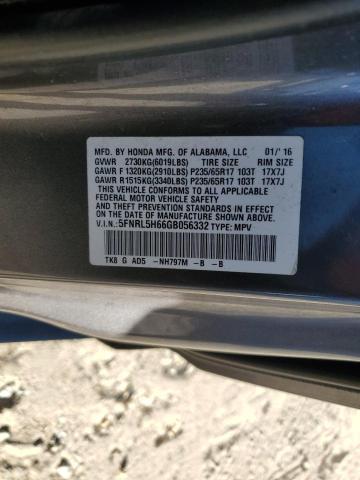 MFD. BY HONDA MFG. OF ALABAMA, LLC 01/'16
GVWR 2730KG(6019LBS) TIRE SIZE RIM SIZE
GAWR F 1320KG(2910LBS) P235/65R17 103T 17X7J
GAWR R 1515KG(3340LBS) P235/65R17 103T 17X7J
THIS VEHICLE CONFORMS TO ALL APPLICABLE
FEDERAL MOTOR VEHICLE SAFETY AND THEFT PREVENTION
STANDARDS IN EFFECT ON THE DATE OF MANUFACTURE SHOWN ABOVE.
V.I.N.:5FNRL5H66GB056332 TYPE: MPV
TK8 G AD5 -NH797M -B -B